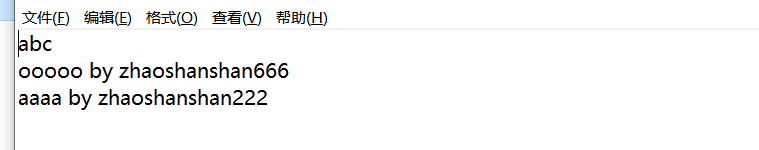 文件(F) 编辑(E) 格式(O) 查看(V) 帮助(H)
abc
ooooo by zhaoshanshan666
aaaa by zhaoshanshan222